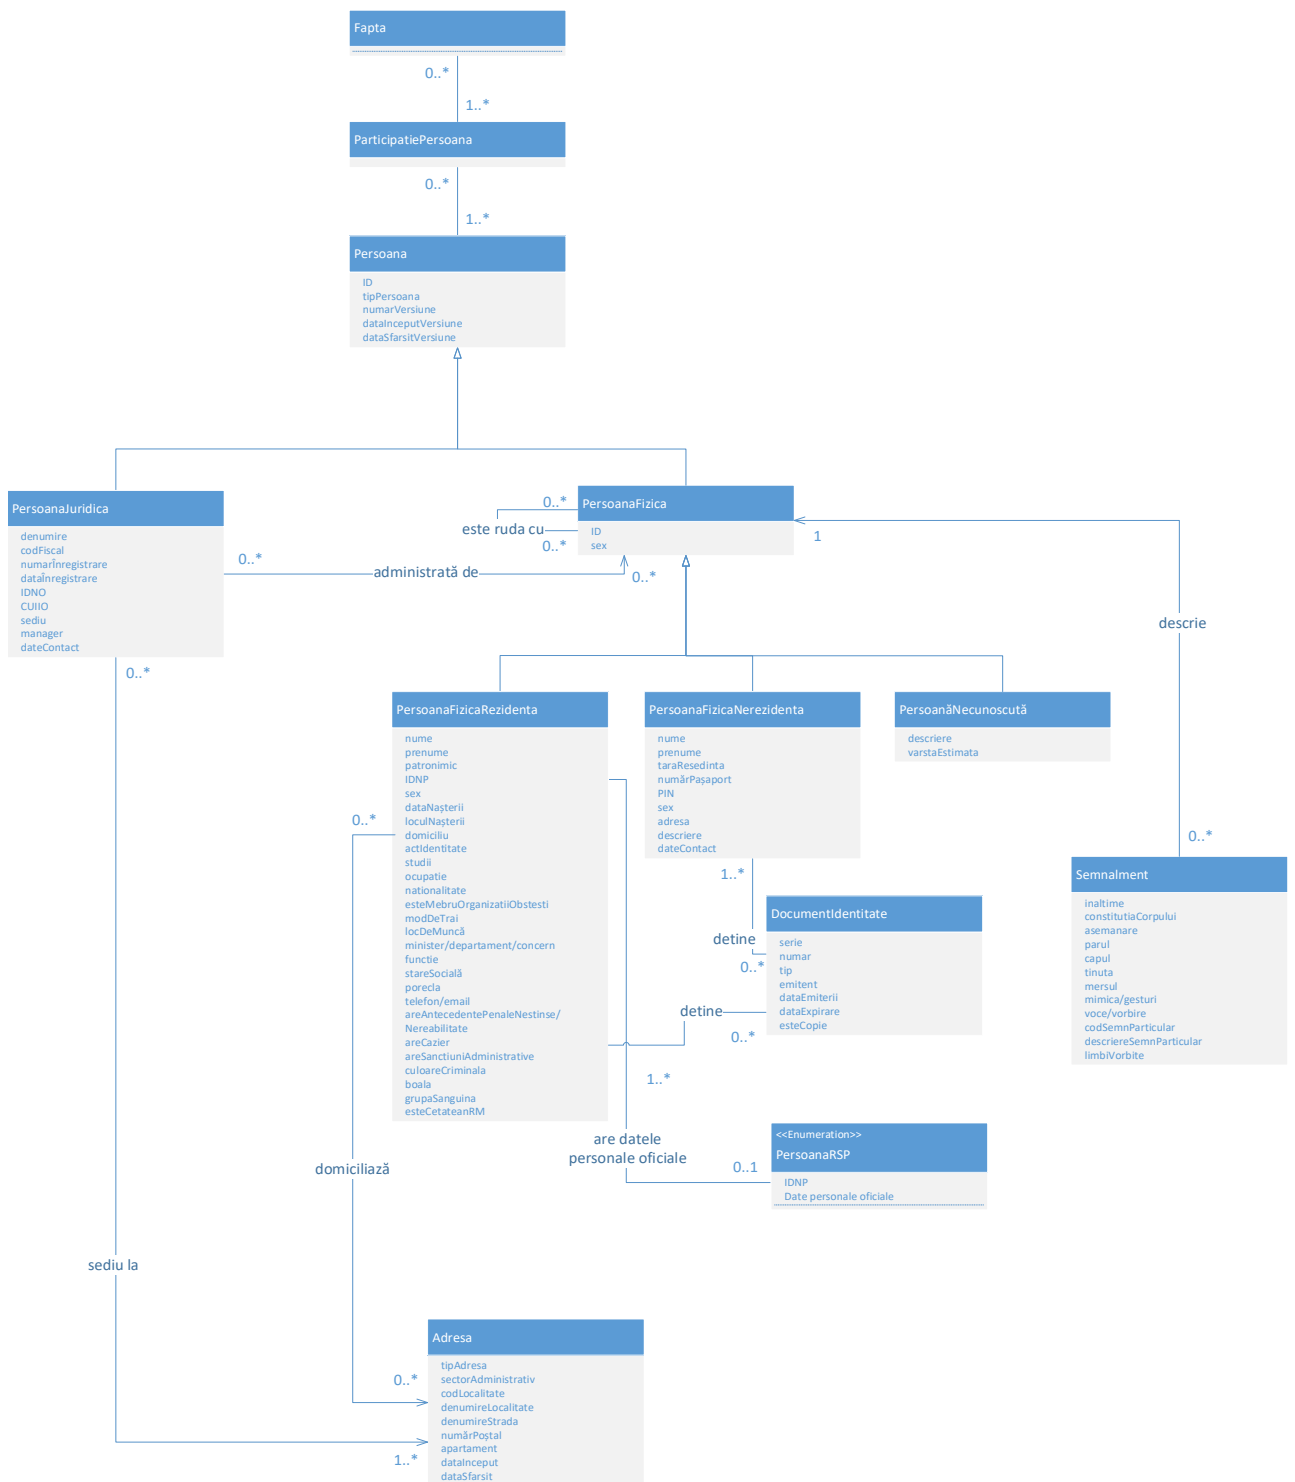 Fapta
0..*
1..*
ParticipatiePersoana
0..*
1..*
Persoana
ID
tipPersoana
numarVersiune
dataInceputVersiune
dataSfarsitVersiune
PersoanaJuridica
denumire
codFiscal
numarÎnregistrare
dataÎnregistrare
IDNO
CUIIO
sediu
manager
dateContact
0..*
administrată de
0..*
0..*
este ruda cu
0..*
PersoanaFizica
ID
sex
1
descrie
0..*
0..*
PersoanaFizicaRezidenta
nume
prenume
patronimic
IDNP
sex
dataNașterii
loculNașterii
domiciliu
actIdentitate
studii
ocupatie
nationalitate
esteMebruOrganizatiiObstesti
modDeTrai
locDeMuncă
minister/departament/concern
functie
stareSocială
porecla
telefon/email
areAntecedentePenaleNestinse/
Nereabilitate
areCazier
areSanctiuniAdministrative
culoareCriminala
boala
grupaSanguina
esteCetateanRM
PersoanaFizicaNerezidenta
nume
prenume
taraResedinta
numărPașaport
PIN
sex
adresa
descriere
dateContact
PersoanăNecunoscută
descriere
varstaEstimata
0..*
1..*
detine
0..*
DocumentIdentitate
serie
numar
tip
emitent
dataEmiterii
dataExpirare
esteCopie
detine
0..*
1..*
Semnalment
inaltime
constitutiaCorpului
asemanare
parul
capul
tinuta
mersul
mimica/gesturi
voce/vorbire
codSemnParticular
descriereSemnParticular
limbiVorbite
are datele
personale oficiale
0..1
<<Enumeration>>
PersoanaRSP
IDNP
Date personale oficiale
domiciliază
sediu la
0..*
1..*
Adresa
tipAdresa
sectorAdministrativ
codLocalitate
denumireLocalitate
denumireStrada
numărPoștal
apartament
dataInceput
dataSfarsit